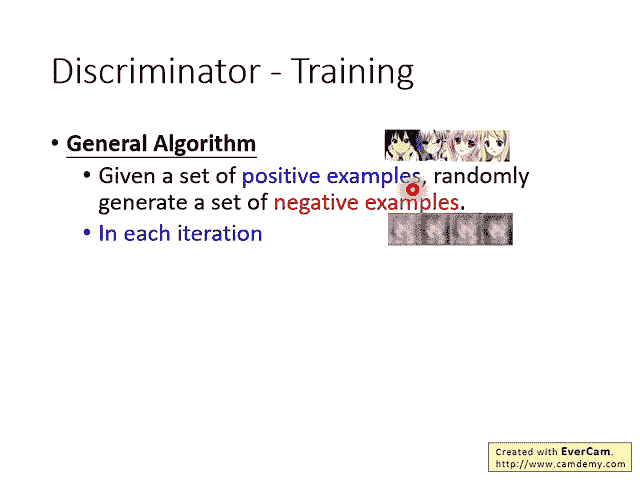 Discriminator - Training
• General Algorithm
• Given a set of positive examples, randomly
generate a set of negative examples.
• In each iteration
Created with EverCam.
http://www.camdemy.com